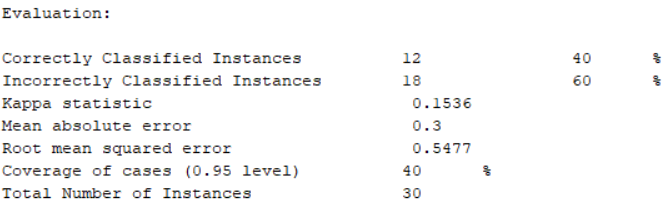 Evaluation:
Correctly Classified Instances 12 40 %
Incorrectly Classified Instances 18 60 %
Kappa statistic 0.1536
Mean absolute error 0.3
Root mean squared error 0.5477
Coverage of cases (0.95 level) 40 %
Total Number of Instances 30